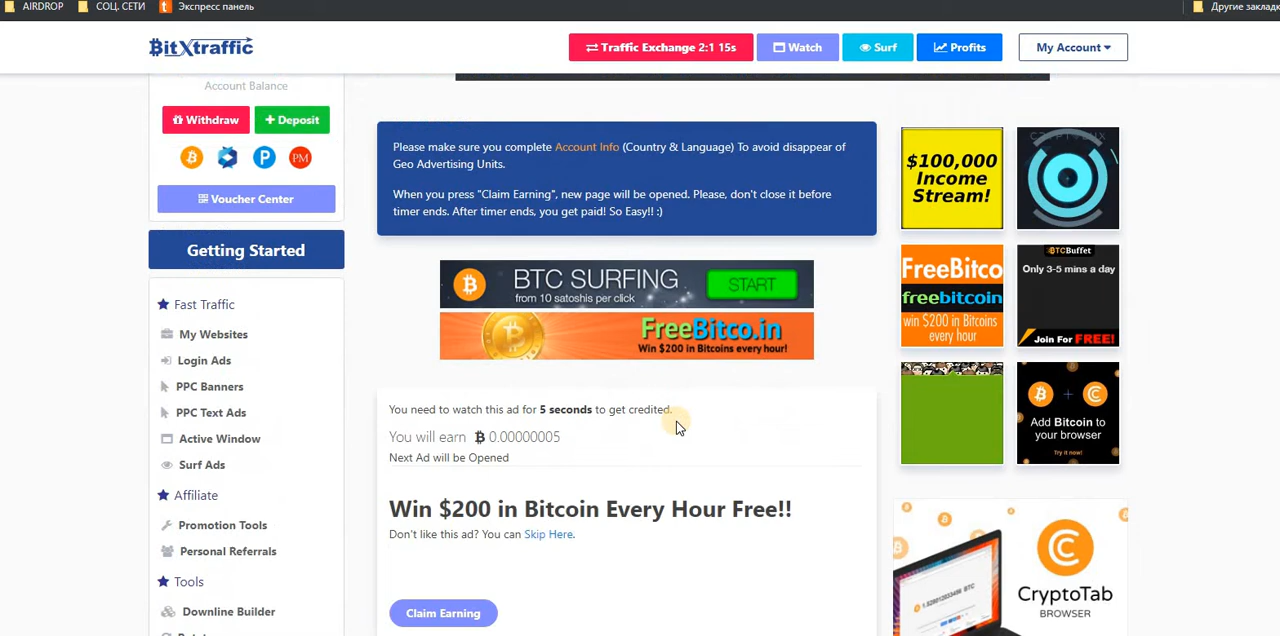 AIRDROP
СОЦ. СЕТИ
Экспресс панель
Другие закладк
BitXtraffic
Traffic Exchange 2:1 15s
Watch
Surf
Profits
My Account
Account Balance
Withdraw
Deposit
PM
Voucher Center
Getting Started
Fast Traffic
My Websites
Login Ads
PPC Banners
PPC Text Ads
Active Window
Surf Ads
Affiliate
Promotion Tools
Personal Referrals
Tools
Downline Builder
Please make sure you complete Account Info (Country & Language) To avoid disappear of
Geo Advertising Units.
When you press "Claim Earning", new page will be opened. Please, don't close it before
timer ends. After timer ends, you get paid! So Easy!! :)
BTC SURFING
from 10 satoshis per click
START
FreeBitco.in
Win $200 in Bitcoins every hour!
You need to watch this ad for 5 seconds to get credited.
You will earn ₿ 0.00000005
Next Ad will be Opened
Win $200 in Bitcoin Every Hour Free!!
Don't like this ad? You can Skip Here.
Claim Earning
$100,000
Income
Stream!
FreeBitco
freebitcoin
win $200 in Bitcoins
every hour
BTCBuffet
Only 3-5 mins a day
Join For FREE!
Add Bitcoin to
your browser
Try it now!
CryptoTab
BROWSER